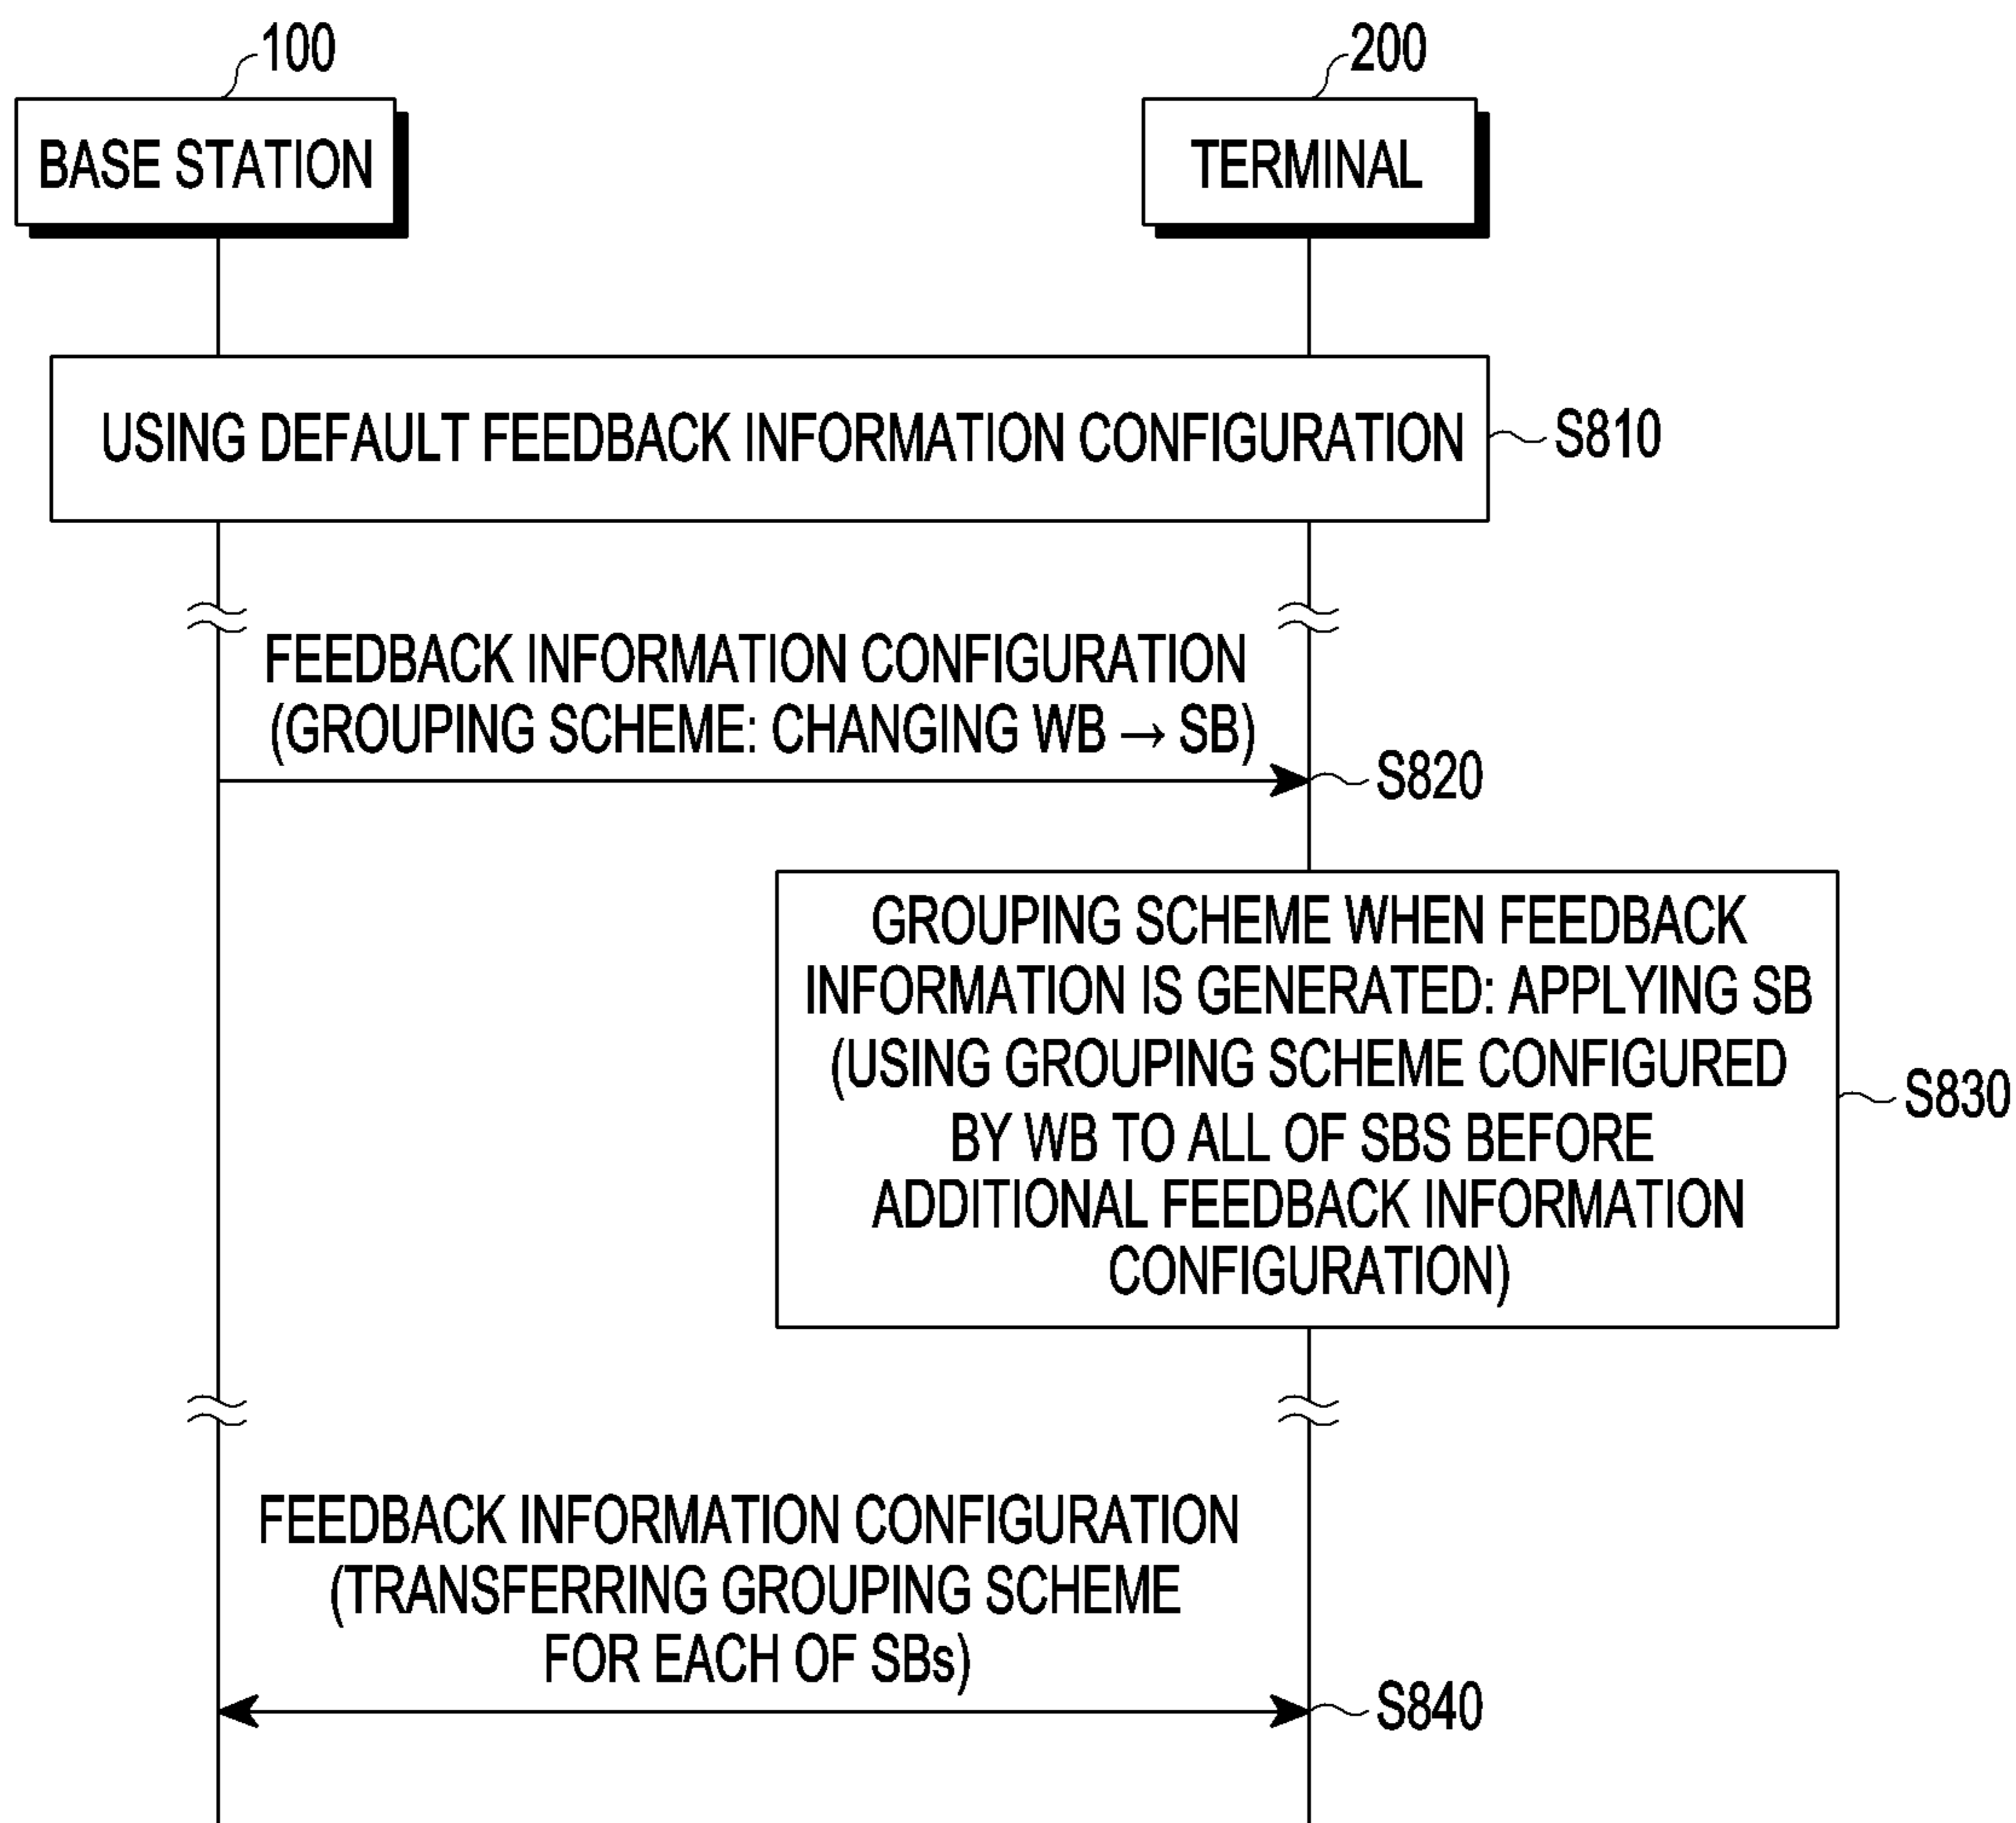 100
200
BASE STATION
TERMINAL
USING DEFAULT FEEDBACK INFORMATION CONFIGURATION
S810
FEEDBACK INFORMATION CONFIGURATION
(GROUPING SCHEME: CHANGING WB → SB)
S820
GROUPING SCHEME WHEN FEEDBACK
INFORMATION IS GENERATED: APPLYING SB
(USING GROUPING SCHEME CONFIGURED
BY WB TO ALL OF SBS BEFORE
ADDITIONAL FEEDBACK INFORMATION
CONFIGURATION)
S830
FEEDBACK INFORMATION CONFIGURATION
(TRANSFERRING GROUPING SCHEME
FOR EACH OF SBs)
S840